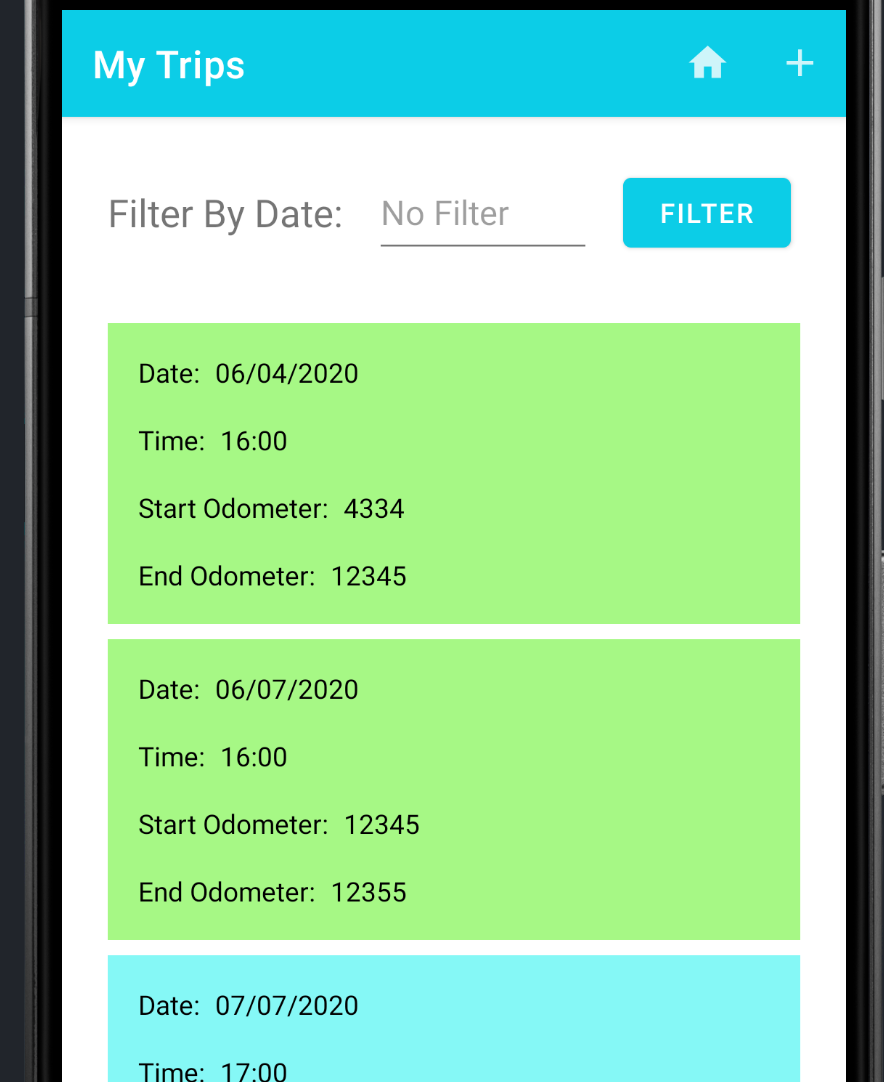 My Trips
Filter By Date: No Filter FILTER
Date: 06/04/2020
Time: 16:00
Start Odometer: 4334
End Odometer: 12345
Date: 06/07/2020
Time: 16:00
Start Odometer: 12345
End Odometer: 12355
Date: 07/07/2020
Time: 17:00